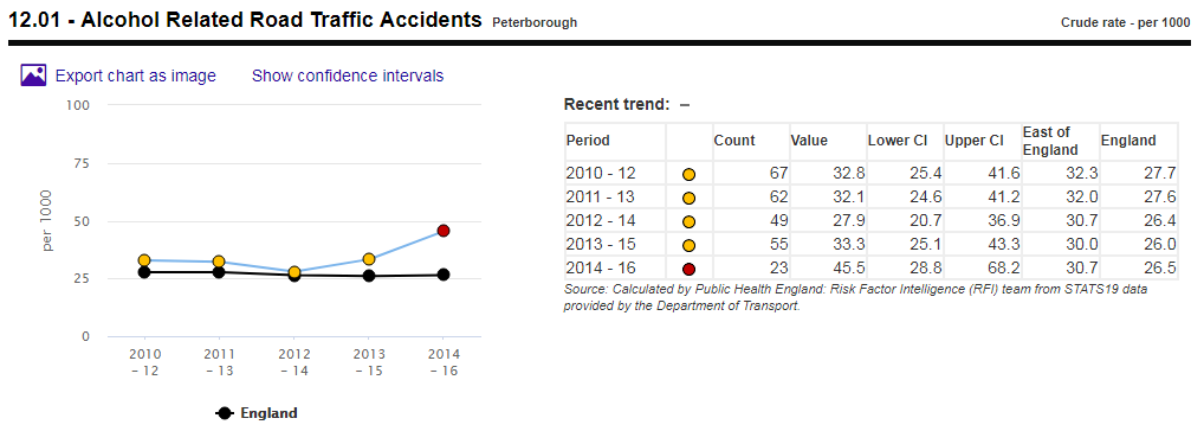 12.01 - Alcohol Related Road Traffic Accidents Peterborough Crude rate - per 1000
Export chart as image Show confidence intervals
100
75
50
25
0
per 1000
2010 - 12
2011 - 13
2012 - 14
2013 - 15
2014 - 16
England
Recent trend: –
Period Count Value Lower CI Upper CI East of England England
2010 - 12 67 32.8 25.4 41.6 32.3 27.7
2011 - 13 62 32.1 24.6 41.2 32.0 27.6
2012 - 14 49 27.9 20.7 36.9 30.7 26.4
2013 - 15 55 33.3 25.1 43.3 30.0 26.0
2014 - 16 23 45.5 28.8 68.2 30.7 26.5
Source: Calculated by Public Health England: Risk Factor Intelligence (RFI) team from STATS19 data
provided by the Department of Transport.